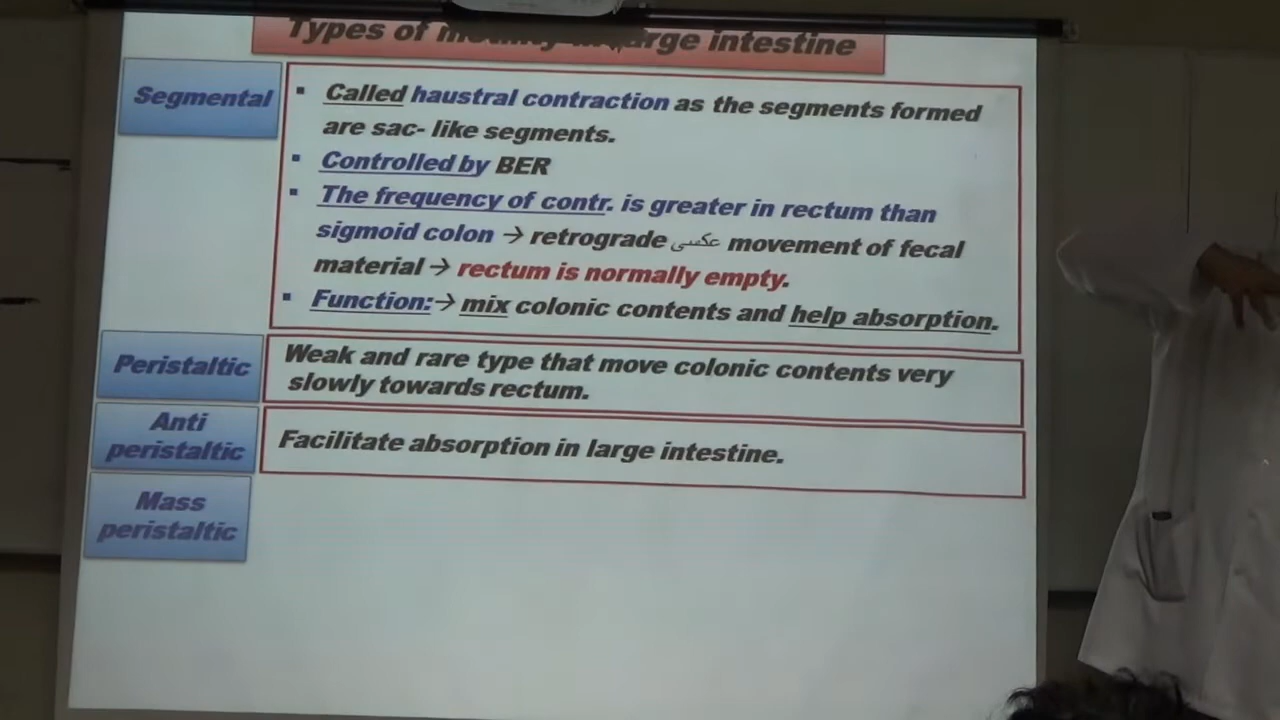 Types of motility in large intestine
Segmental
▪ Called haustral contraction as the segments formed
are sac- like segments.
▪ Controlled by BER
▪ The frequency of contr. is greater in rectum than
sigmoid colon → retrograde عكسى movement of fecal
material → rectum is normally empty.
▪ Function:→ mix colonic contents and help absorption.
Peristaltic
Weak and rare type that move colonic contents very
slowly towards rectum.
Anti
peristaltic
Facilitate absorption in large intestine.
Mass
peristaltic